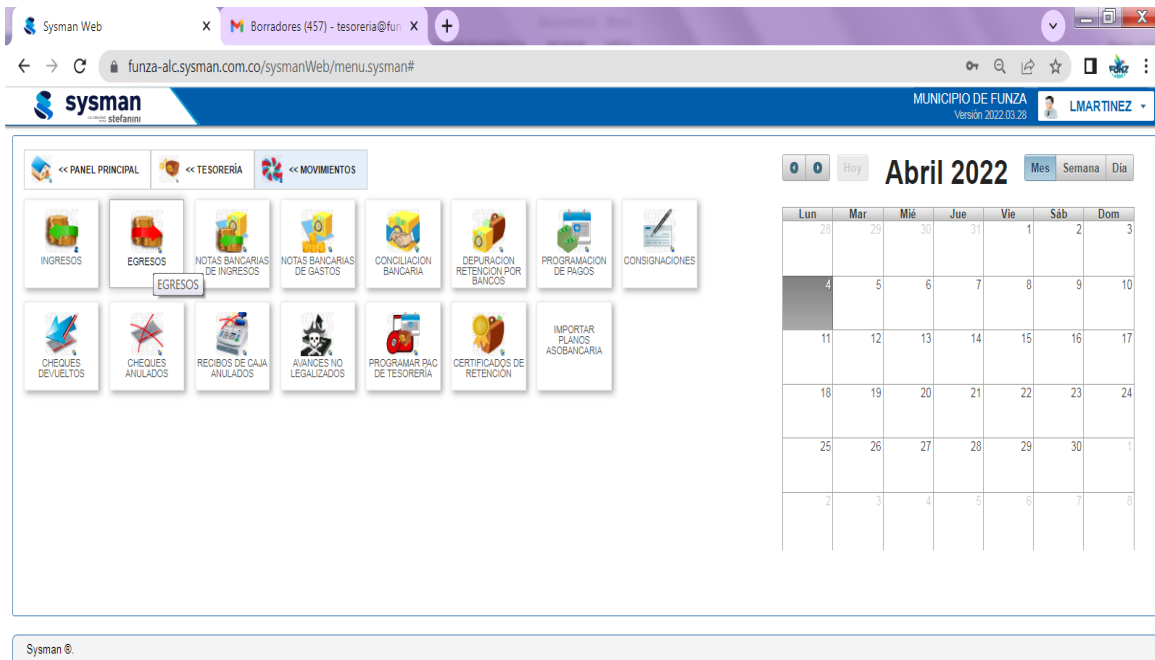 Sysman Web
Borradores (457) - tesoreria@fun
funza-alc.sysman.com.co/sysmanWeb/menu.sysman#
sysman
stefanini
MUNICIPIO DE FUNZA
Versión 2022.03.28
LMARTINEZ
<< PANEL PRINCIPAL
<< TESORERÍA
<< MOVIMIENTOS
INGRESOS
EGRESOS
NOTAS BANCARIAS DE INGRESOS
NOTAS BANCARIAS DE GASTOS
CONCILIACION BANCARIA
DEPURACION RETENCION POR BANCOS
PROGRAMACION DE PAGOS
CONSIGNACIONES
EGRESOS
CHEQUES DEVUELTOS
CHEQUES ANULADOS
RECIBOS DE CAJA ANULADOS
AVANCES NO LEGALIZADOS
PROGRAMAR PAC DE TESORERIA
CERTIFICADOS DE RETENCIÓN
IMPORTAR PLANOS ASOBANCARIA
Hoy
Abril 2022
Mes Semana Día
Lun Mar Mié Jue Vie Sáb Dom
28 29 30 31 1 2 3
4 5 6 7 8 9 10
11 12 13 14 15 16 17
18 19 20 21 22 23 24
25 26 27 28 29 30 1
2 3 4 5 6 7 8
Sysman ®.